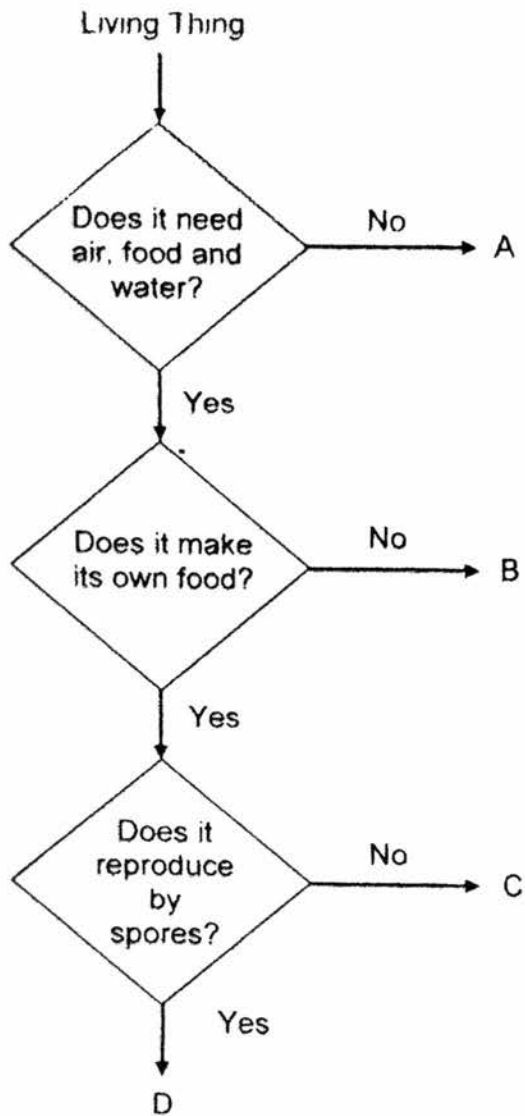 Living Thing
Does it need
air, food and
water?
No
A
Yes
Does it make
its own food?
No
B
Yes
Does it
reproduce
by
spores?
No
C
Yes
D